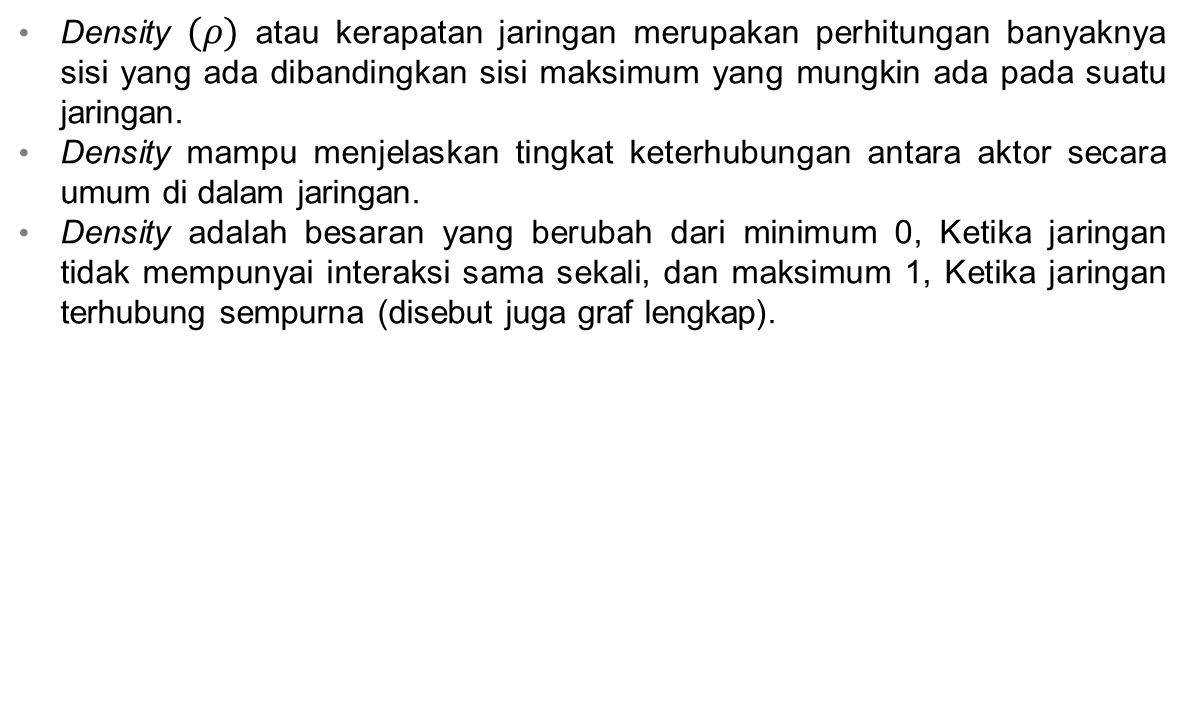 • Density (ρ) atau kerapatan jaringan merupakan perhitungan banyaknya
sisi yang ada dibandingkan sisi maksimum yang mungkin ada pada suatu
jaringan.
• Density mampu menjelaskan tingkat keterhubungan antara aktor secara
umum di dalam jaringan.
• Density adalah besaran yang berubah dari minimum 0, Ketika jaringan
tidak mempunyai interaksi sama sekali, dan maksimum 1, Ketika jaringan
terhubung sempurna (disebut juga graf lengkap).